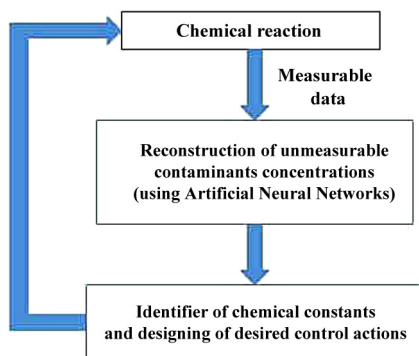 Chemical reaction
Measurable
data
Reconstruction of unmeasurable
contaminants concentrations
(using Artificial Neural Networks)
Identifier of chemical constants
and designing of desired control actions